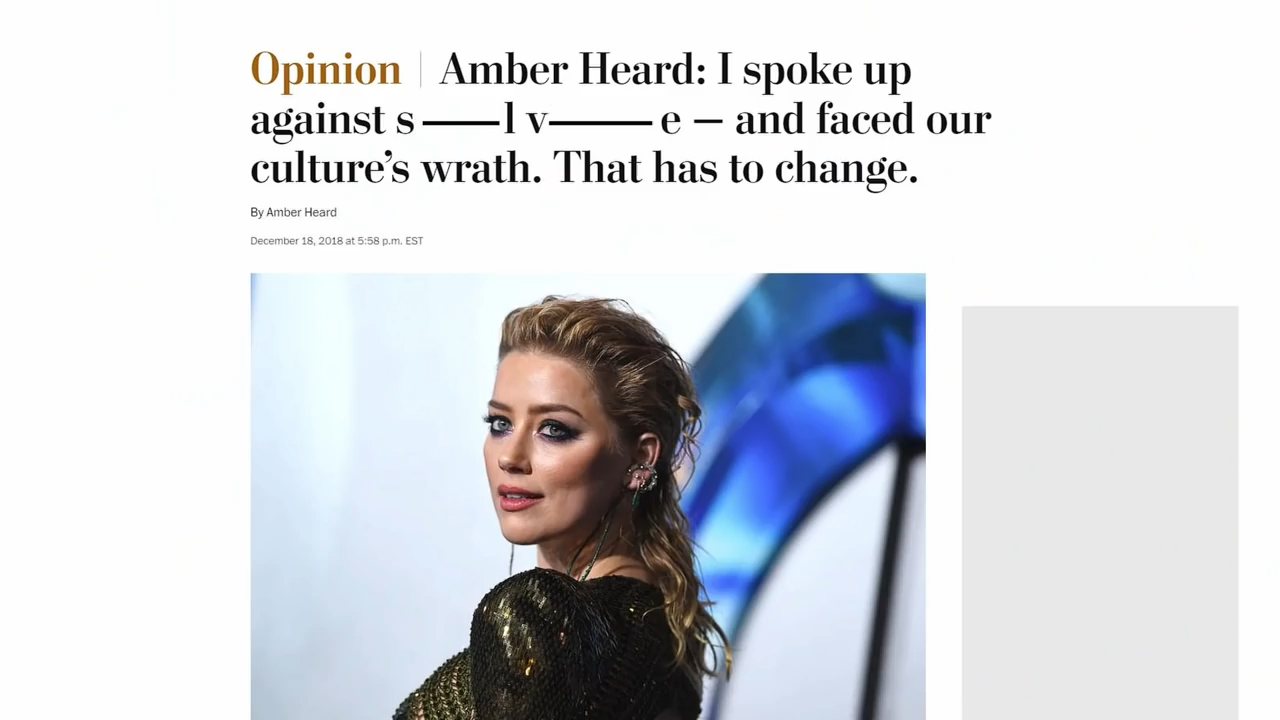 Opinion | Amber Heard: I spoke up
against s——l v——e — and faced our
culture’s wrath. That has to change.
By Amber Heard
December 18, 2018 at 5:58 p.m. EST